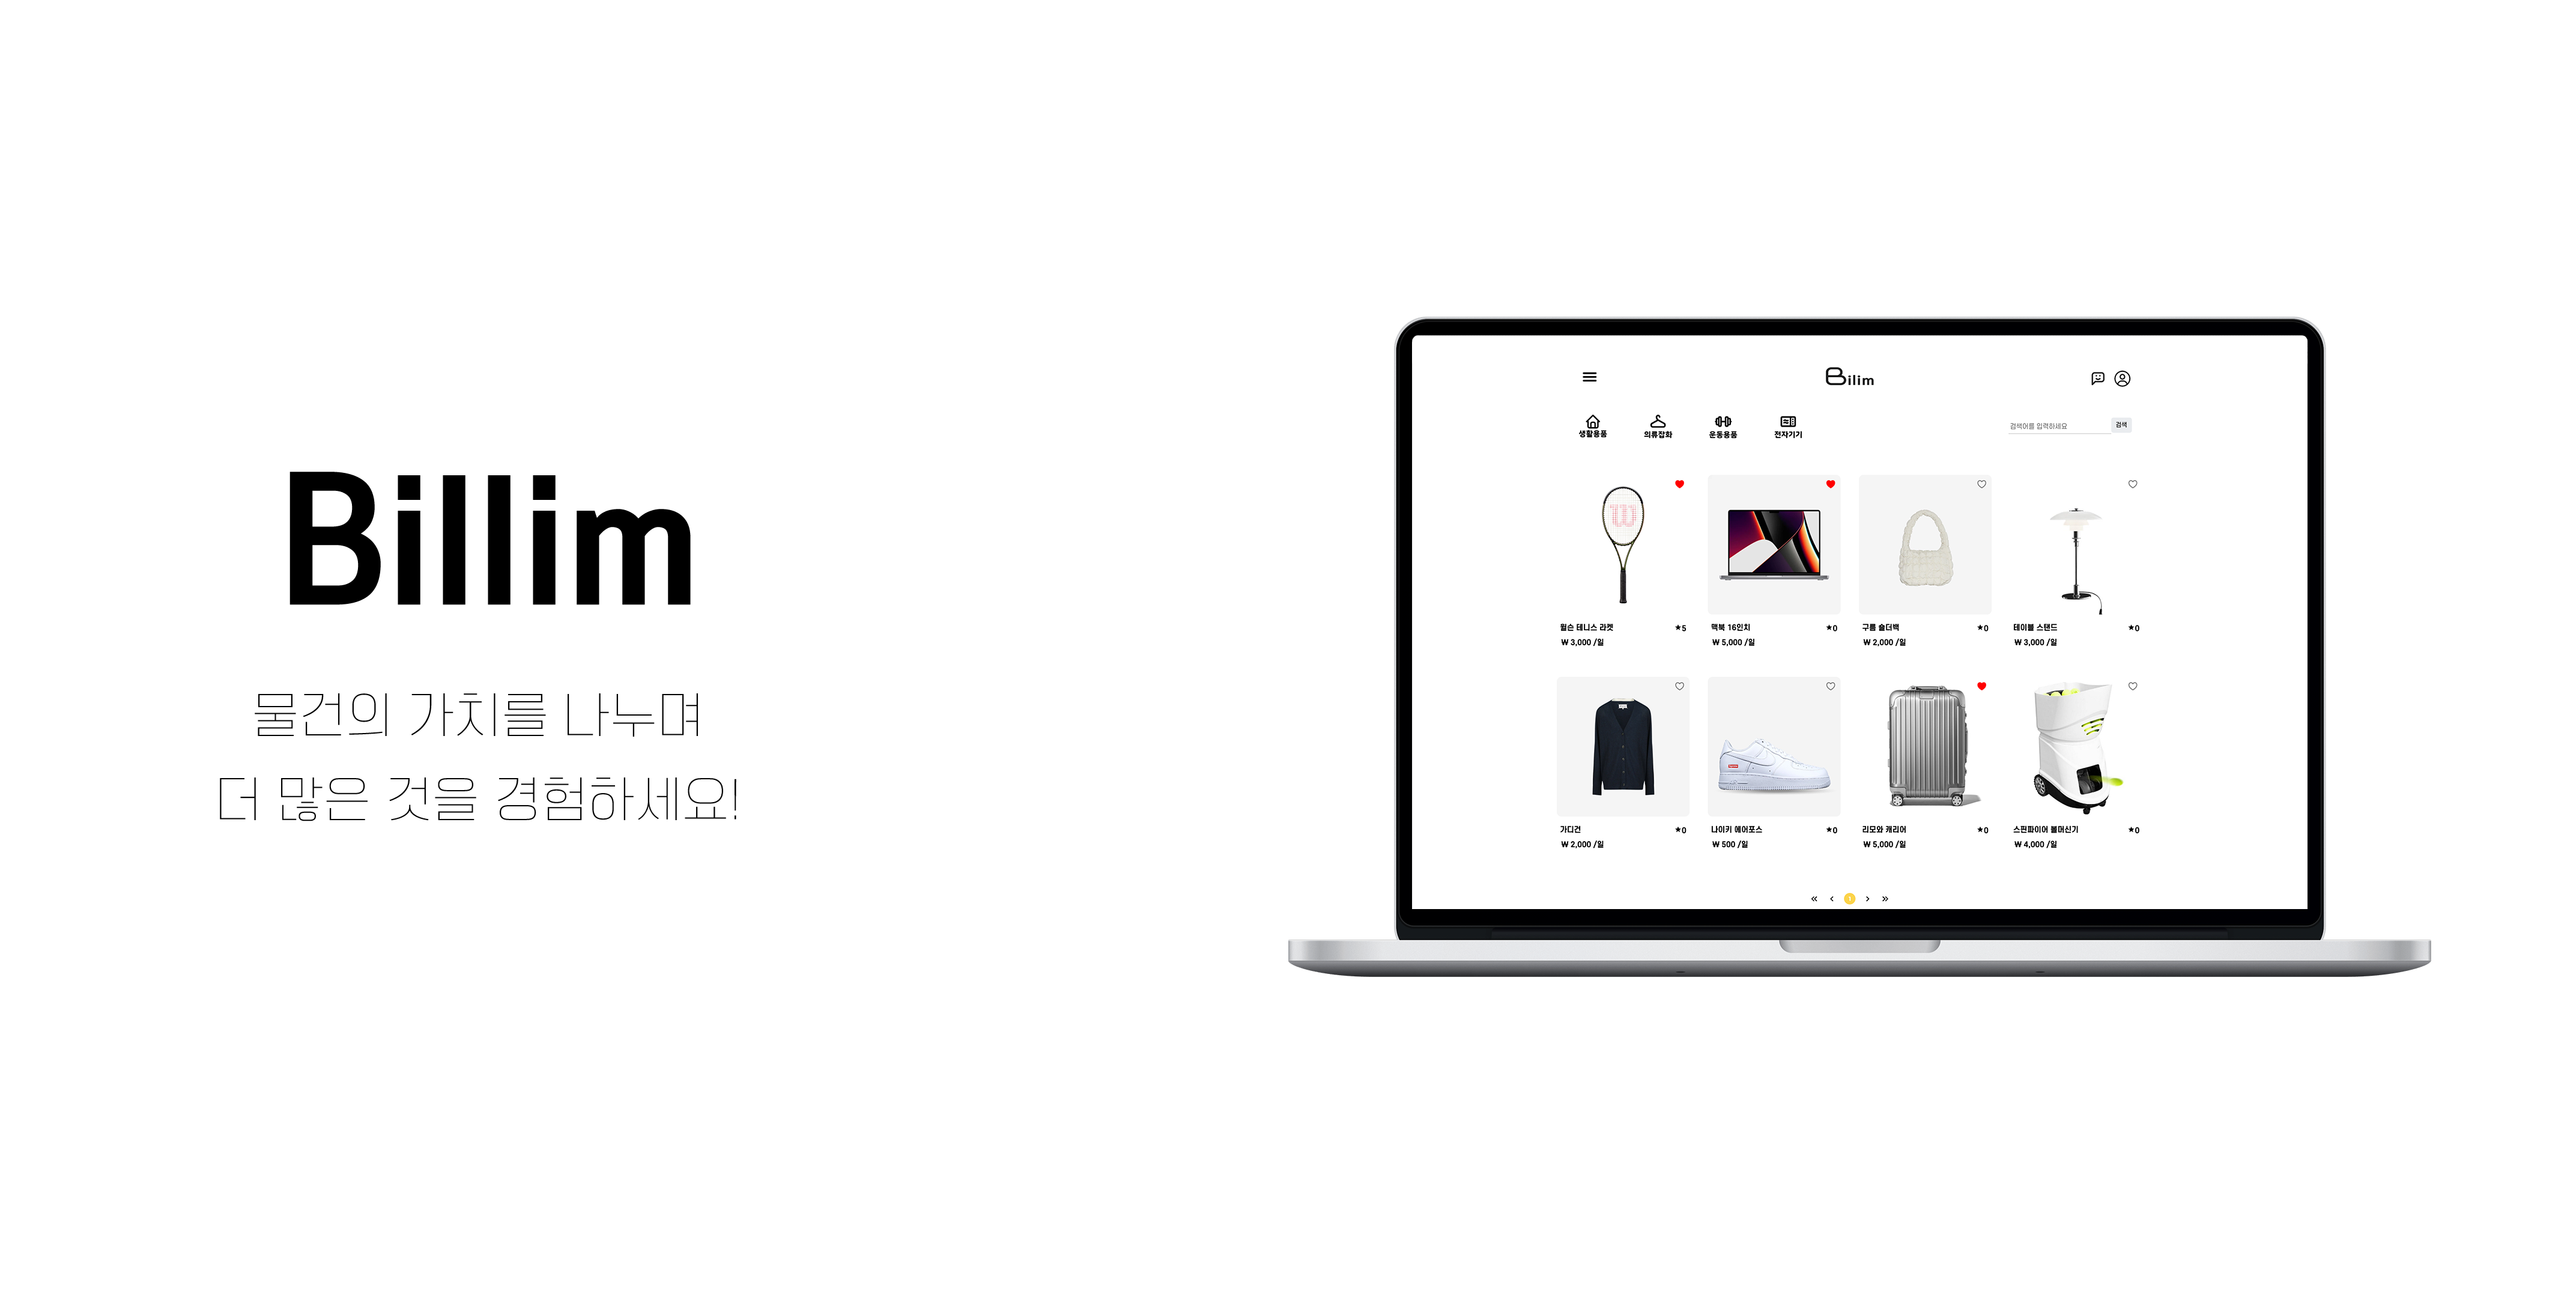 Billim
물건의 가치를 나누며
더 많은 것을 경험하세요!
Bilim
생활용품 의류잡화 운동용품 전자기기
검색어를 입력하세요 검색
윌슨 테니스 라켓 ★5
₩ 3,000 /일
맥북 16인치 ★0
₩ 5,000 /일
구름 숄더백 ★0
₩ 2,000 /일
테이블 스탠드 ★0
₩ 3,000 /일
가디건 ★0
₩ 2,000 /일
나이키 에어포스 ★0
₩ 500 /일
리모와 캐리어 ★0
₩ 5,000 /일
스핀파이어 볼머신기 ★0
₩ 4,000 /일
« ‹ 1 › »